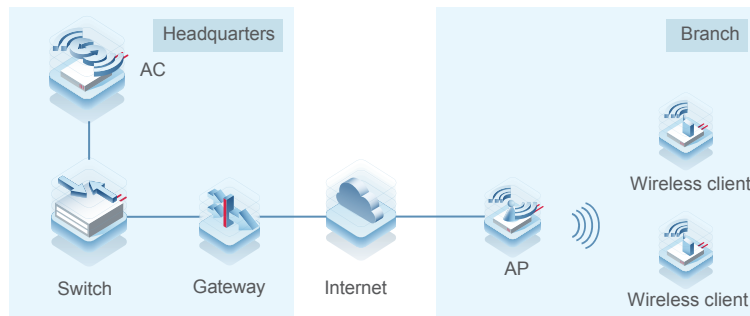 Headquarters
Branch
AC
Wireless client
Switch
Gateway
Internet
AP
Wireless client